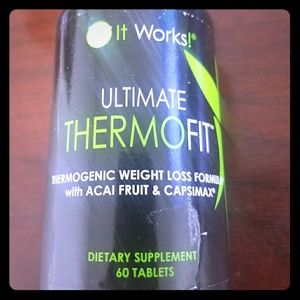 It Works!®
ULTIMATE
THERMOFIT
THERMOGENIC WEIGHT LOSS FORMULA
with ACAI FRUIT & CAPSIMAX®
DIETARY SUPPLEMENT
60 TABLETS